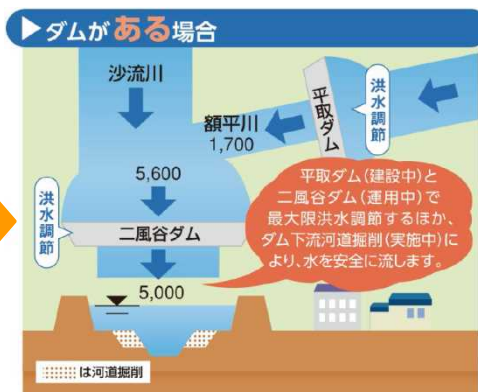 ▶ダムがある場合
沙流川
洪水調節
平取ダム
額平川
1,700
5,600
洪水調節
二風谷ダム
平取ダム(建設中)と
二風谷ダム(運用中)で
最大限洪水調節するほか、
ダム下流河道掘削(実施中)に
より、水を安全に流します。
5,000
は河道掘削